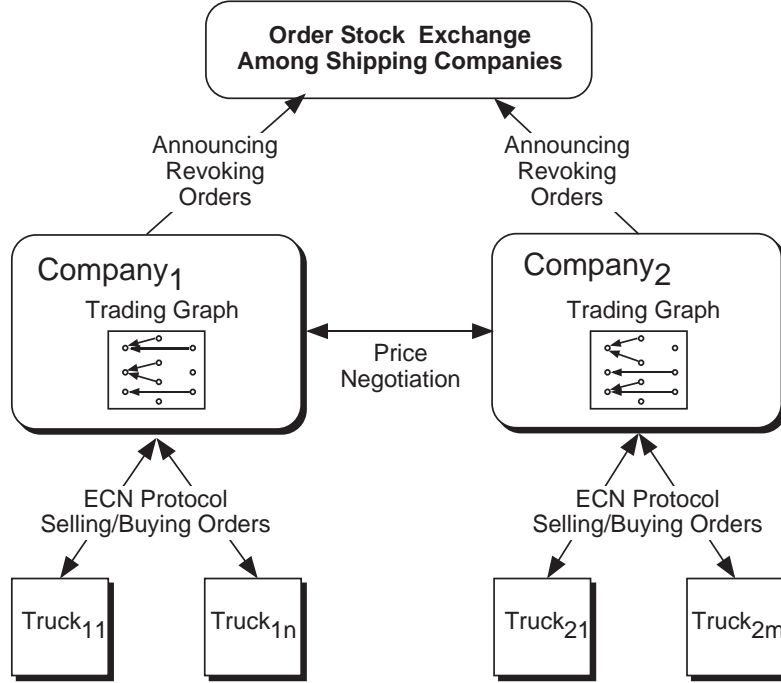 Order Stock Exchange
Among Shipping Companies
Announcing
Revoking
Orders
Announcing
Revoking
Orders
Company1
Trading Graph
Company2
Trading Graph
Price
Negotiation
ECN Protocol
Selling/Buying Orders
ECN Protocol
Selling/Buying Orders
Truck11
Truck1n
Truck21
Truck2m